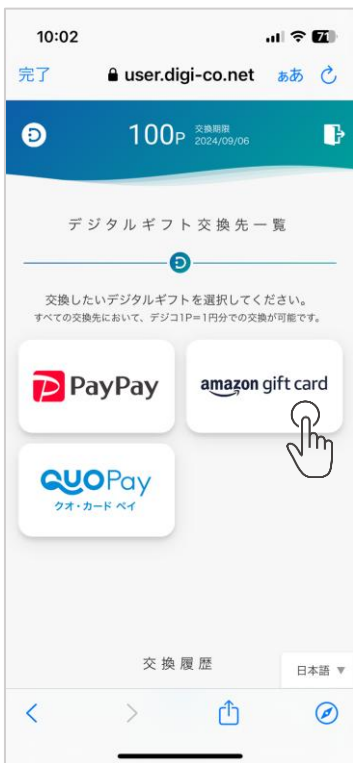 10:02
71
完了
user.digi-co.net
ぁあ
100P
交換期限
2024/09/06
デジタルギフト交換先一覧
交換したいデジタルギフトを選択してください。
すべての交換先において、デジコ1P=1円分での交換が可能です。
PayPay
amazon gift card
QUOPay
クオ・カード ペイ
交換履歴
日本語 ▼